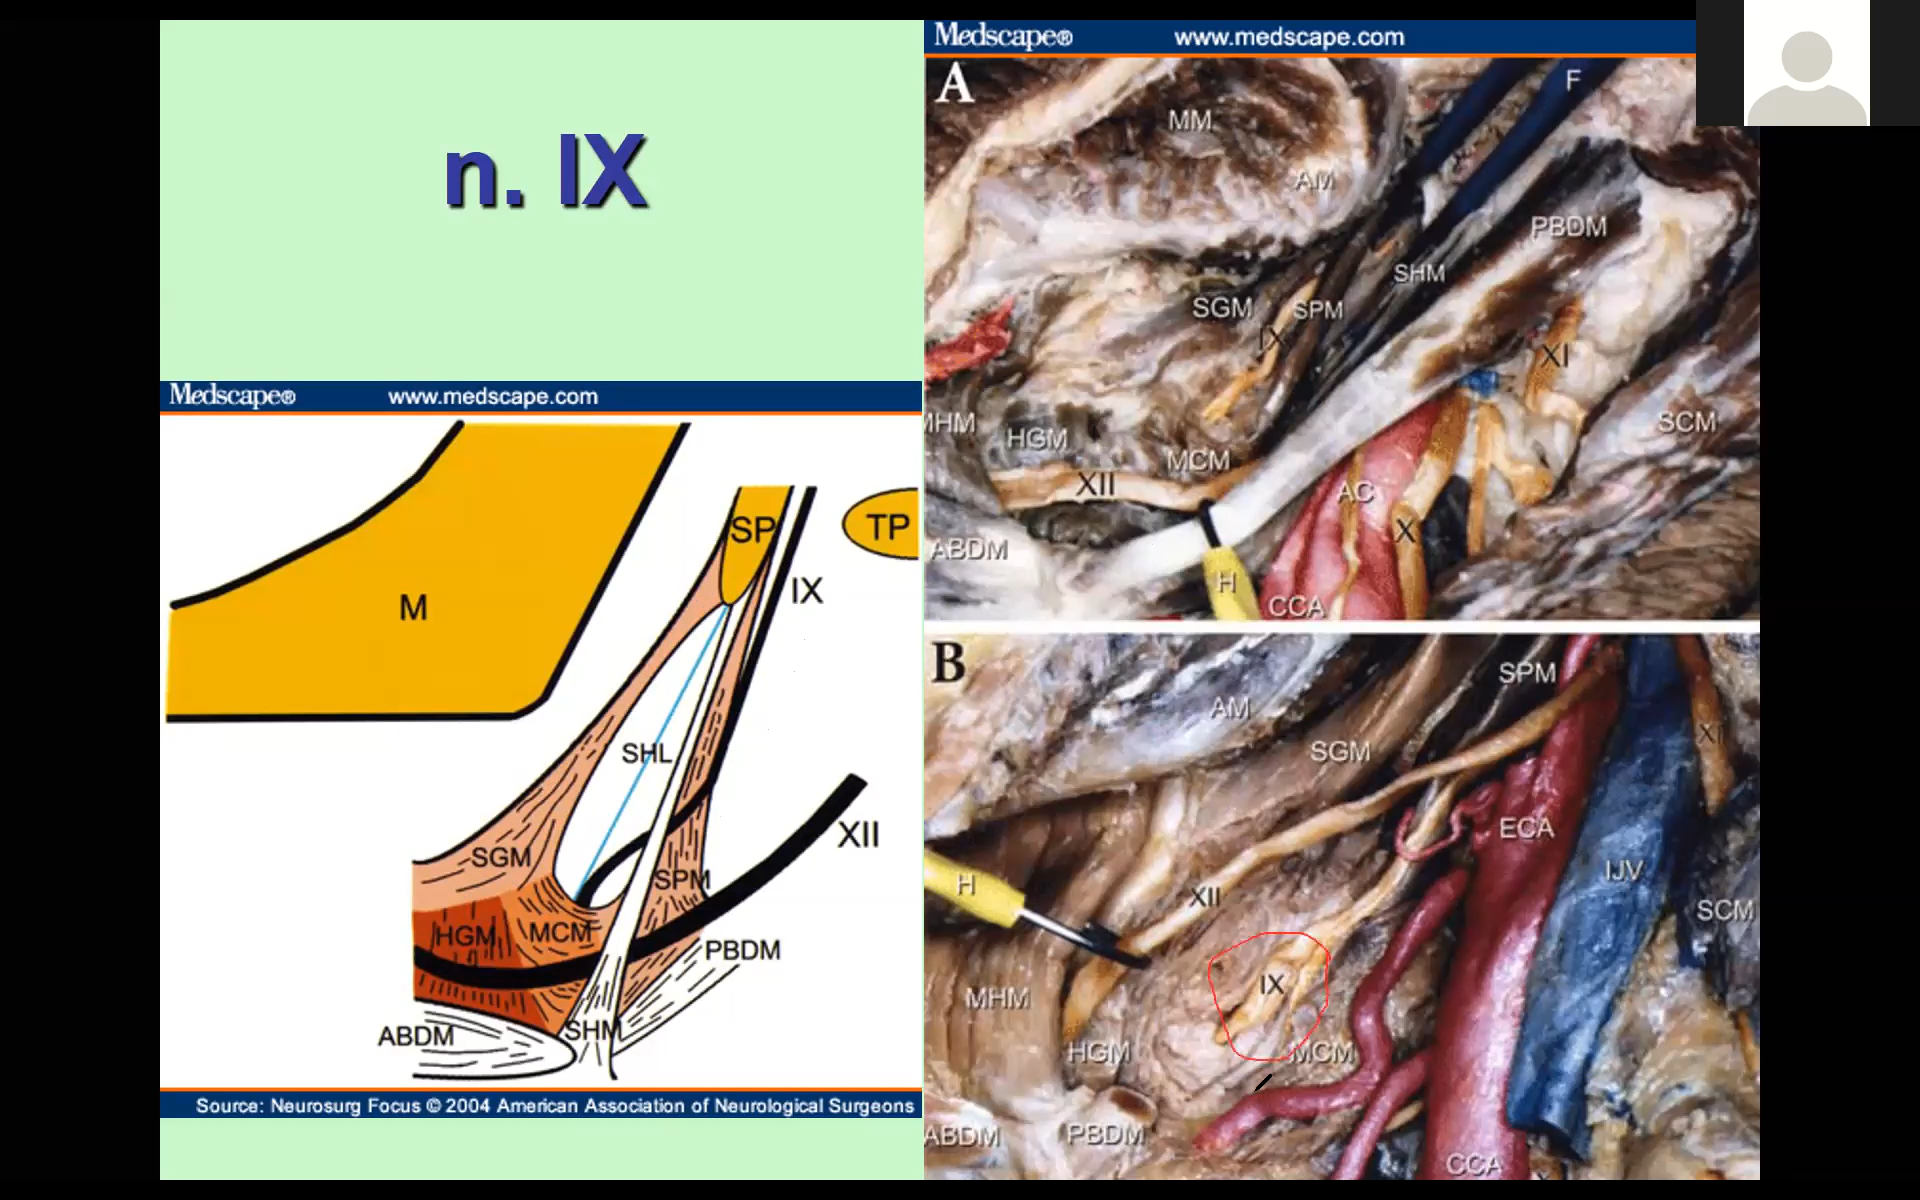 n. IX
Medscape® www.medscape.com
M
SP
TP
IX
SHL
XII
SGM
SPM
HGM
MCM
PBDM
ABDM
SHM
Source: Neurosurg Focus © 2004 American Association of Neurological Surgeons
Medscape® www.medscape.com
A
F
MM
AM
PBDM
SHM
SGM
SPM
IX
XI
MHM
HGM
MCM
SCM
XII
AC
X
ABDM
H
CCA
B
SPM
AM
XI
SGM
ECA
IJV
H
XII
SCM
IX
MHM
HGM
MCM
ABDM
PBDM
CCA